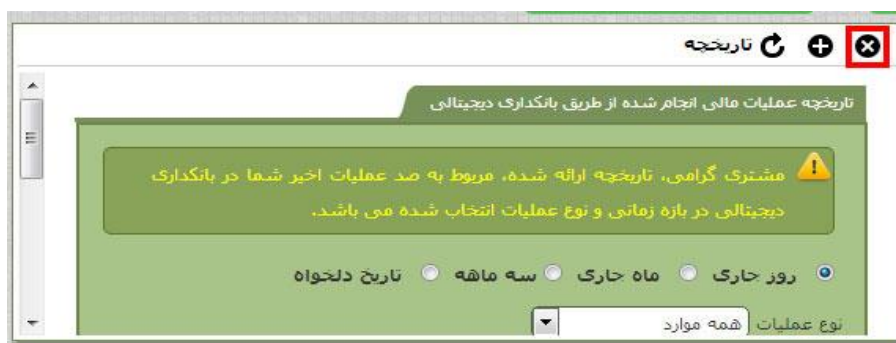 تاریخچه
تاریخچه عملیات مالی انجام شده از طریق بانکداری دیجیتالی
مشتری گرامی، تاریخچه ارائه شده، مربوط به صد عملیات اخیر شما در بانکداری
دیجیتالی در بازه زمانی و نوع عملیات انتخاب شده می باشد.
روز جاری ماه جاری سه ماهه تاریخ دلخواه
نوع عملیات همه موارد